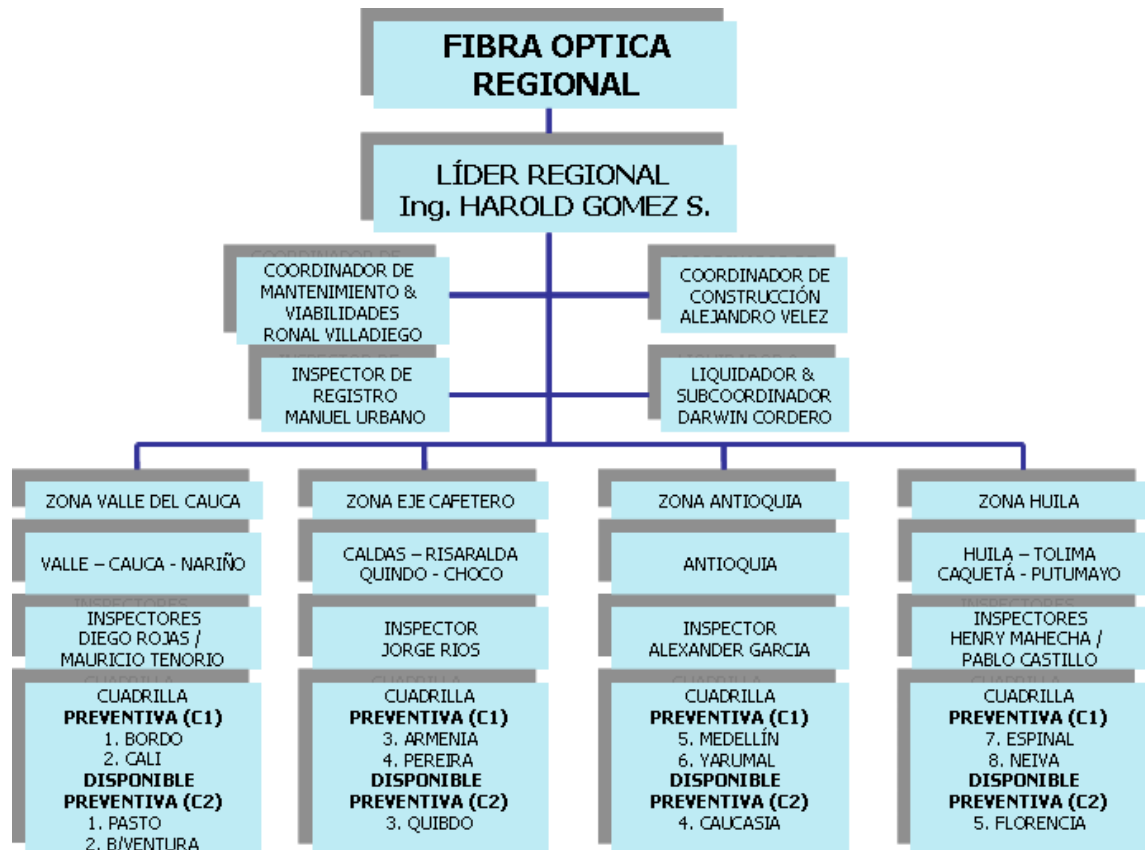 FIBRA OPTICA
REGIONAL
LÍDER REGIONAL
Ing. HAROLD GOMEZ S.
COORDINADOR DE
MANTENIMIENTO &
VIABILIDADES
RONAL VILLADIEGO
COORDINADOR DE
CONSTRUCCIÓN
ALEJANDRO VELEZ
INSPECTOR DE
REGISTRO
MANUEL URBANO
LIQUIDADOR &
SUBCOORDINADOR
DARWIN CORDERO
ZONA VALLE DEL CAUCA
VALLE – CAUCA - NARIÑO
INSPECTORES
DIEGO ROJAS /
MAURICIO TENORIO
CUADRILLA
PREVENTIVA (C1)
1. BORDO
2. CALI
DISPONIBLE
PREVENTIVA (C2)
1. PASTO
2. B/VENTURA
ZONA EJE CAFETERO
CALDAS – RISARALDA
QUINDO - CHOCO
INSPECTOR
JORGE RIOS
CUADRILLA
PREVENTIVA (C1)
3. ARMENIA
4. PEREIRA
DISPONIBLE
PREVENTIVA (C2)
3. QUIBDO
ZONA ANTIOQUIA
ANTIOQUIA
INSPECTOR
ALEXANDER GARCIA
CUADRILLA
PREVENTIVA (C1)
5. MEDELLÍN
6. YARUMAL
DISPONIBLE
PREVENTIVA (C2)
4. CAUCASIA
ZONA HUILA
HUILA – TOLIMA
CAQUETÁ - PUTUMAYO
INSPECTORES
HENRY MAHECHA /
PABLO CASTILLO
CUADRILLA
PREVENTIVA (C1)
7. ESPINAL
8. NEIVA
DISPONIBLE
PREVENTIVA (C2)
5. FLORENCIA